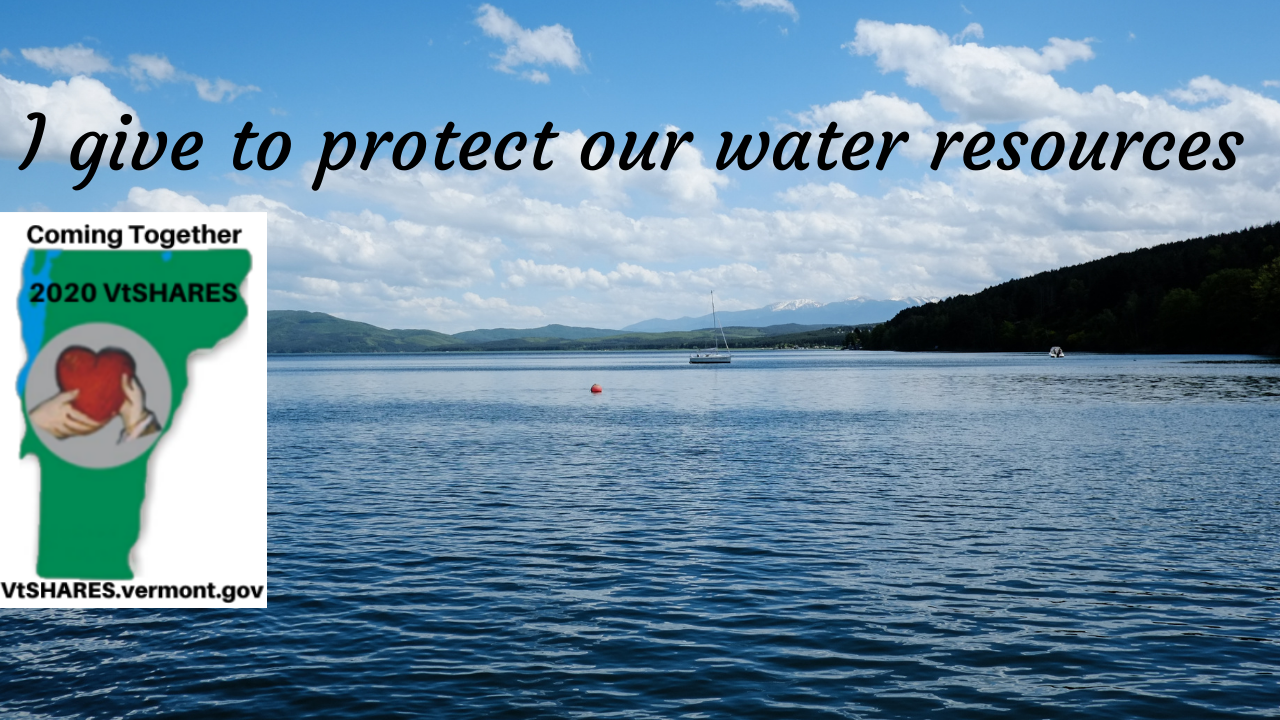 I give to protect our water resources
Coming Together
2020 VtSHARES
VtSHARES.vermont.gov